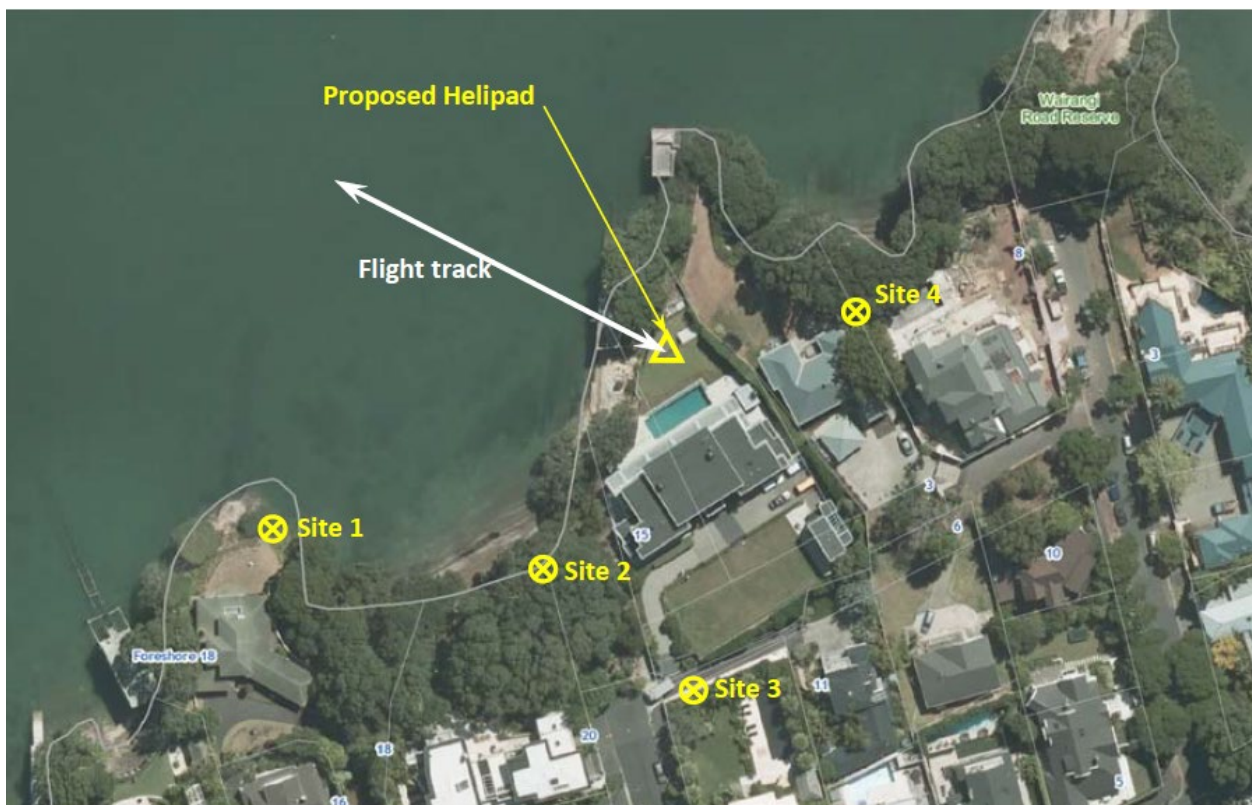 Proposed Helipad
Wairangi
Road Reserve
Flight track
8
Site 4
3
Site 1
15
3
6
Site 2
10
Foreshore 18
Site 3
11
20
18
5
16